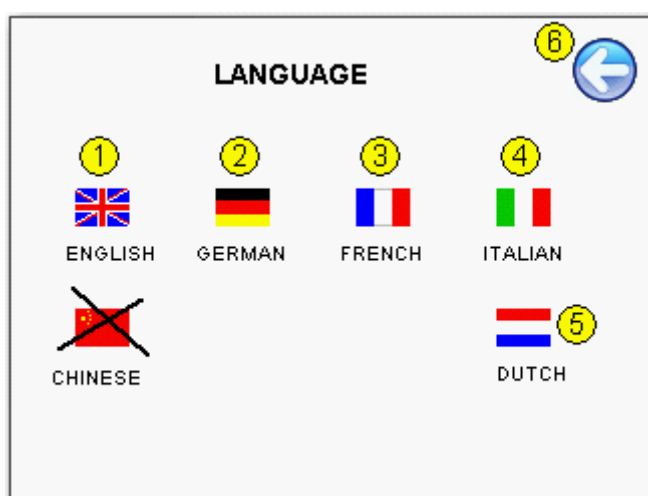 6
LANGUAGE
1 2 3 4
ENGLISH GERMAN FRENCH ITALIAN
5
CHINESE DUTCH